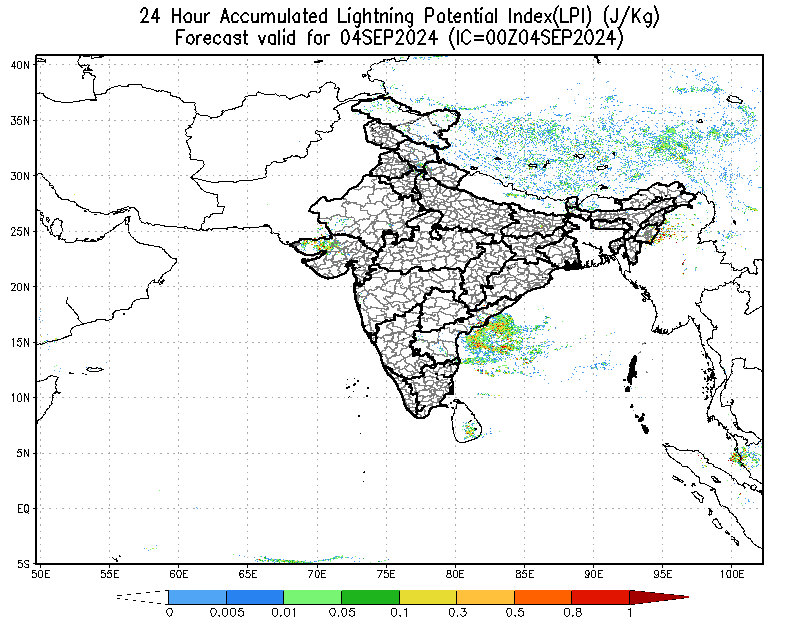 24 Hour Accumulated Lightning Potential Index(LPI) (J/Kg)
Forecast valid for 04SEP2024 (IC=00Z04SEP2024)
40N
35N
30N
25N
20N
15N
10N
5N
EQ
5S
50E 55E 60E 65E 70E 75E 80E 85E 90E 95E 100E
0 0.005 0.01 0.05 0.1 0.3 0.5 0.8 1